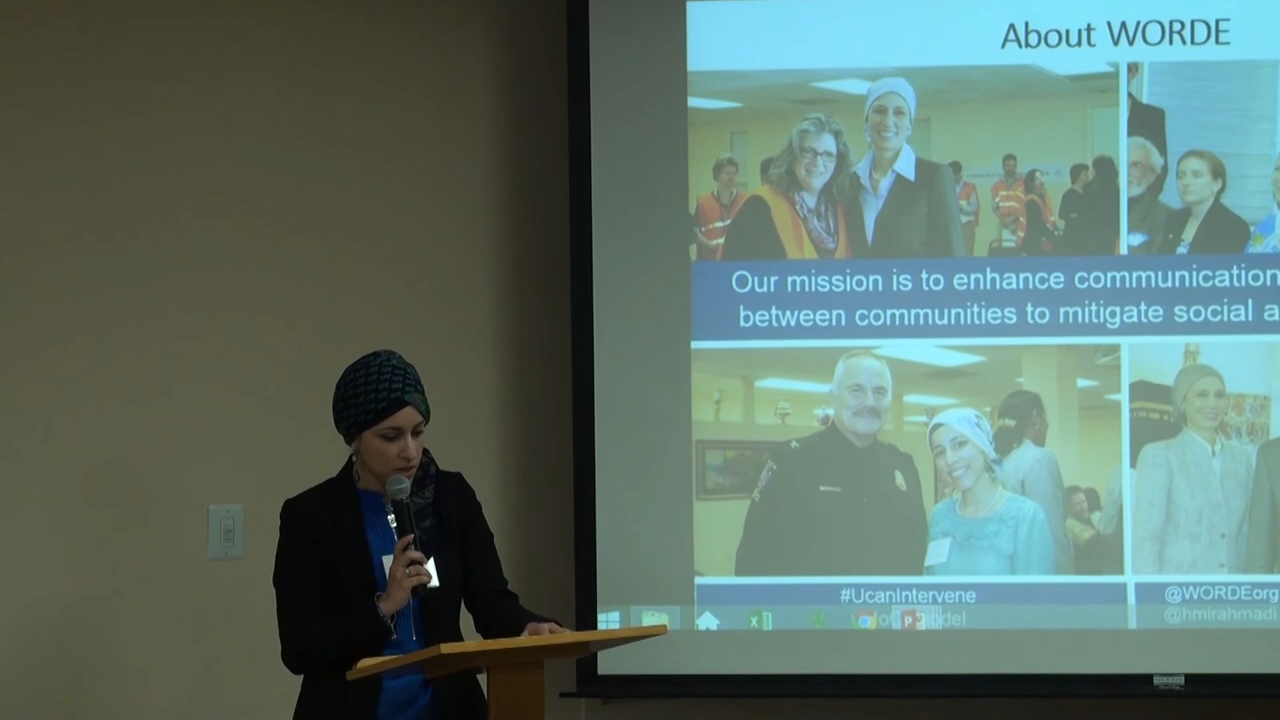 About WORDE
Our mission is to enhance communication
between communities to mitigate social a
#UcanIntervene
@WORDEorg
@hmirahmadi